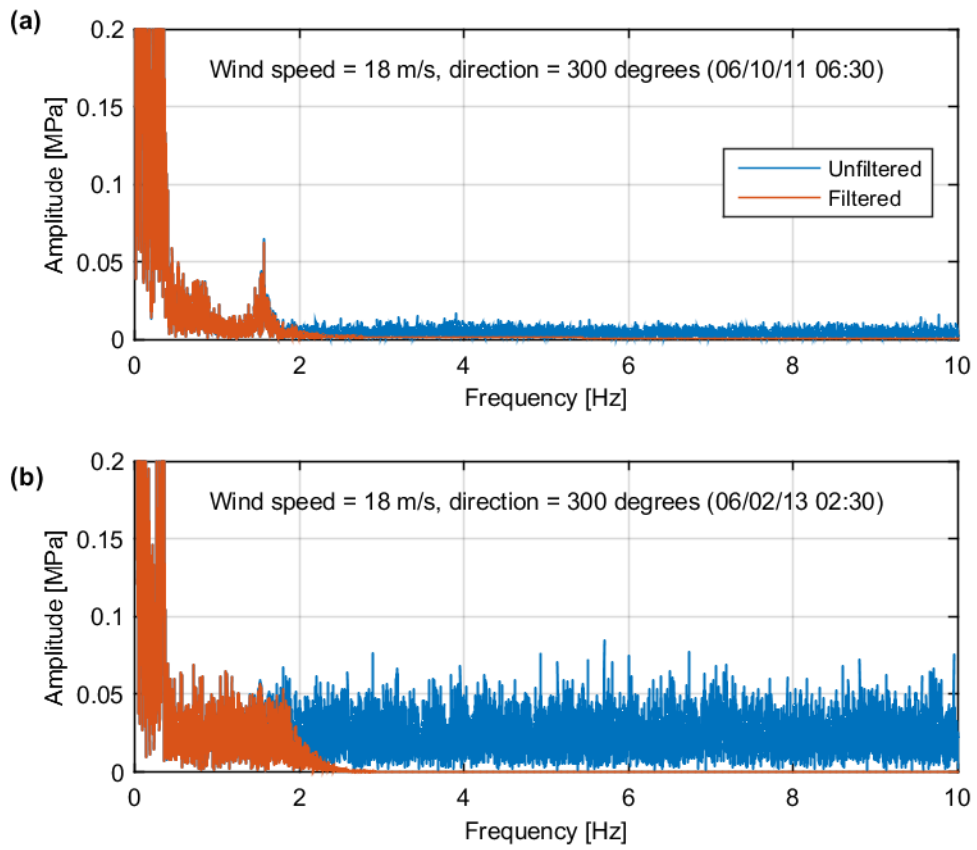 (a)
0.2
Wind speed = 18 m/s, direction = 300 degrees (06/10/11 06:30)
0.15
Unfiltered
Filtered
0.1
0.05
0
Amplitude [MPa]
0 2 4 6 8 10
Frequency [Hz]
(b)
0.2
Wind speed = 18 m/s, direction = 300 degrees (06/02/13 02:30)
0.15
0.1
0.05
0
Amplitude [MPa]
0 2 4 6 8 10
Frequency [Hz]